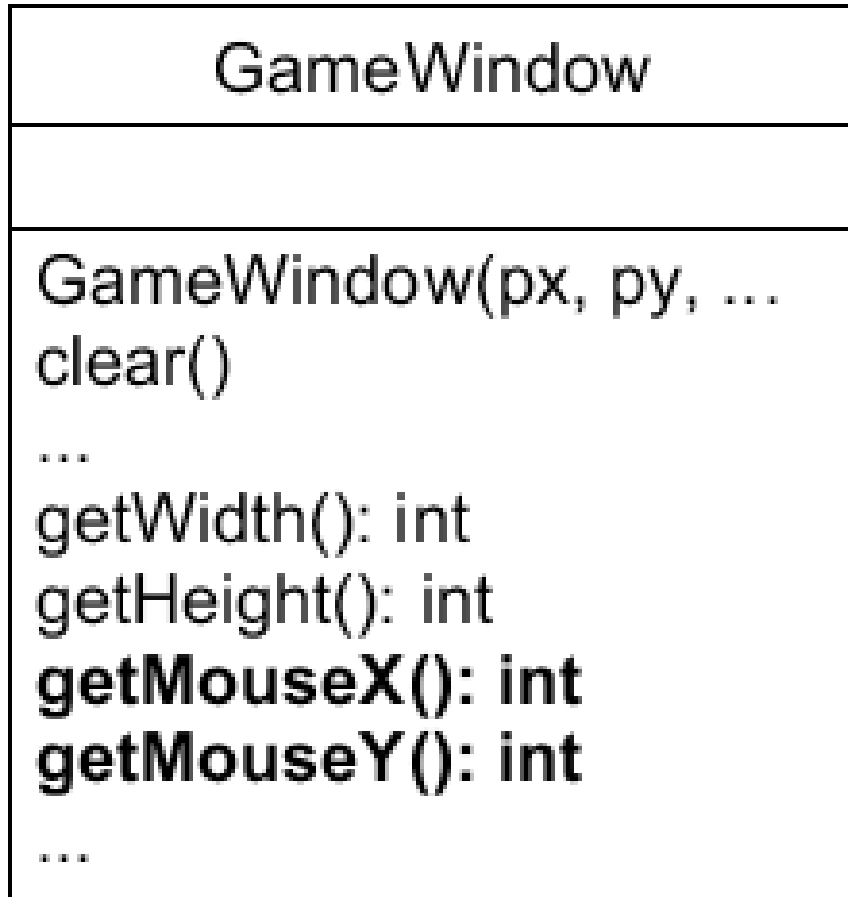 GameWindow
GameWindow(px, py, ...
clear()
...
getWidth(): int
getHeight(): int
getMouseX(): int
getMouseY(): int
...